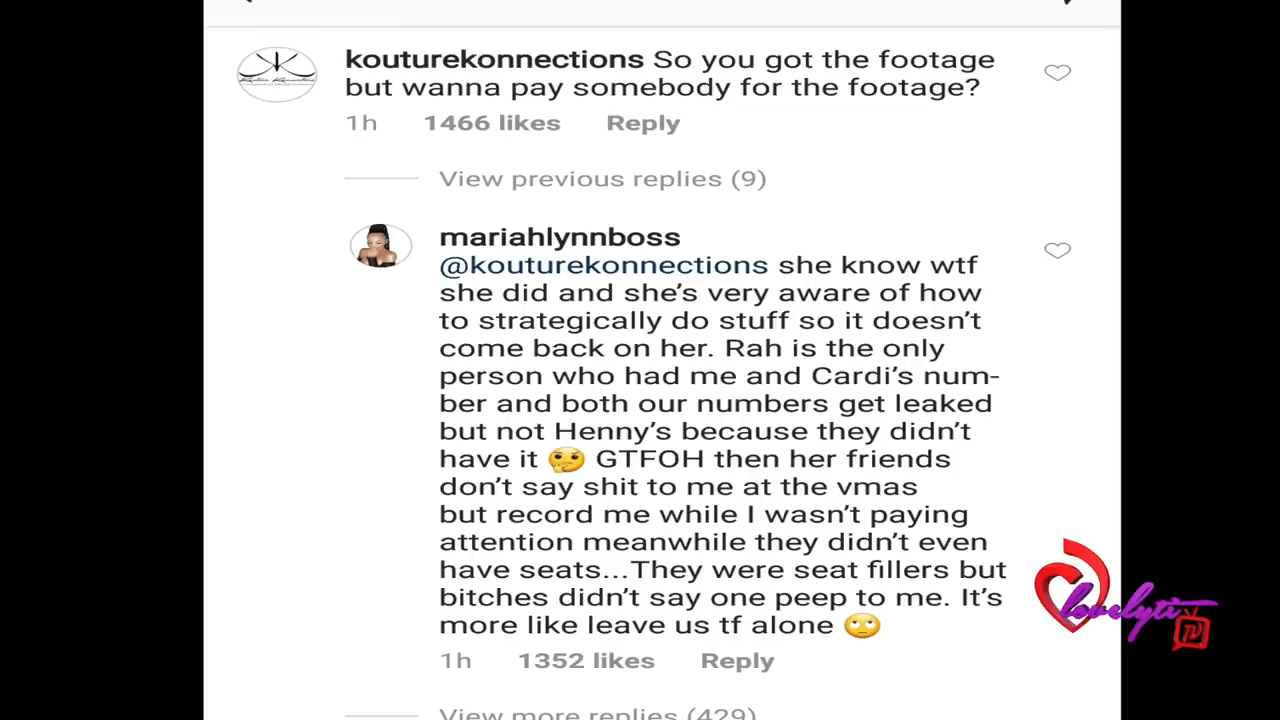 kouturekonnections So you got the footage
but wanna pay somebody for the footage?
1h 1466 likes Reply
View previous replies (9)
mariahlynnboss
@kouturekonnections she know wtf
she did and she's very aware of how
to strategically do stuff so it doesn't
come back on her. Rah is the only
person who had me and Cardi's num-
ber and both our numbers get leaked
but not Henny's because they didn't
have it 🤔 GTFOH then her friends
don't say shit to me at the vmas
but record me while I wasn't paying
attention meanwhile they didn't even
have seats...They were seat fillers but
bitches didn't say one peep to me. It's
more like leave us tf alone 🙄
lovelyti
TV
1h 1352 likes Reply
View more replies (429)